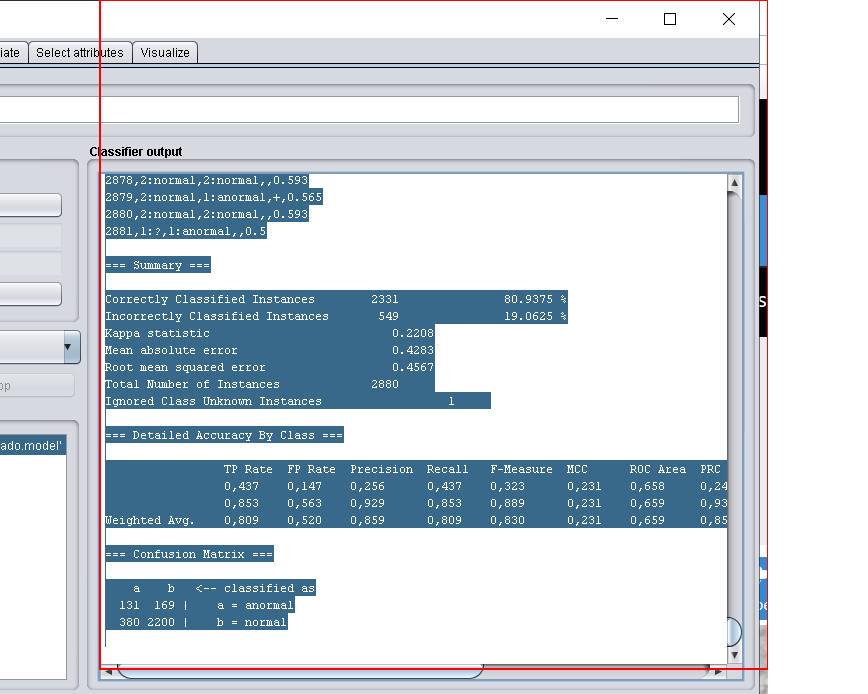 iate Select attributes Visualize
Classifier output
2878,2:normal,2:normal,,0.593
2879,2:normal,1:anormal,+,0.565
2880,2:normal,2:normal,,0.593
2881,1:?,1:anormal,,0.5
=== Summary ===
Correctly Classified Instances 2331 80.9375 %
Incorrectly Classified Instances 549 19.0625 %
Kappa statistic 0.2208
Mean absolute error 0.4283
Root mean squared error 0.4567
Total Number of Instances 2880
Ignored Class Unknown Instances 1
=== Detailed Accuracy By Class ===
TP Rate FP Rate Precision Recall F-Measure MCC ROC Area PRC
0,437 0,147 0,256 0,437 0,323 0,231 0,658 0,24
0,853 0,563 0,929 0,853 0,889 0,231 0,659 0,93
Weighted Avg. 0,809 0,520 0,859 0,809 0,830 0,231 0,659 0,85
=== Confusion Matrix ===
a b <-- classified as
131 169 | a = anormal
380 2200 | b = normal
op
ado.model'